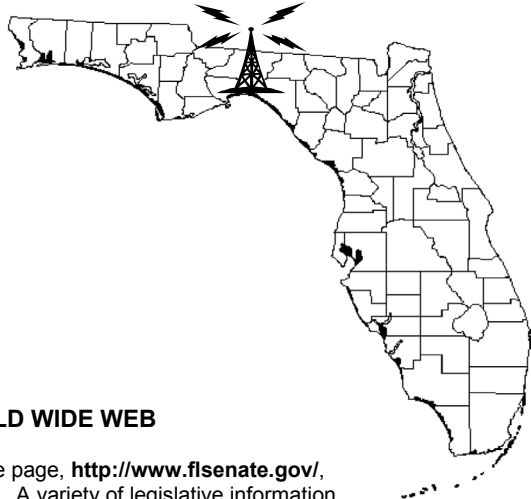 LD WIDE WEB
e page, http://www.flsenate.gov/,
A variety of legislative information